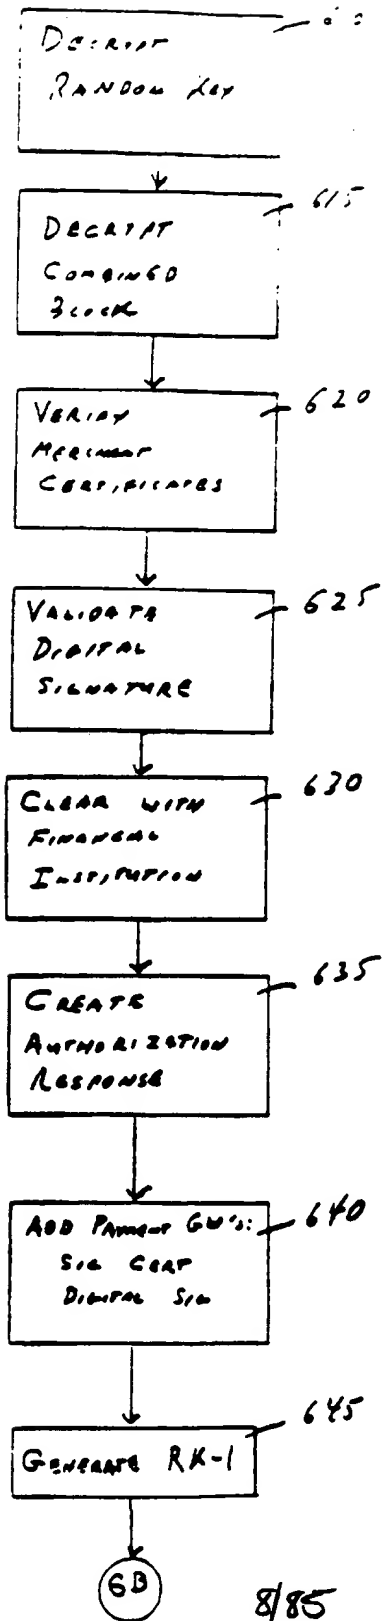 DECRYPT
RANDOM KEY
615
DECRYPT
COMBINED
BLOCK
620
VERIFY
MERCHANT
CERTIFICATES
625
VALIDATE
DIGITAL
SIGNATURE
630
CLEAR WITH
FINANCIAL
INSTITUTION
635
CREATE
AUTHORIZATION
RESPONSE
640
ADD PAYMENT GW'S:
SIG CERT
DIGITAL SIG
645
GENERATE RK-1
6B
8/85